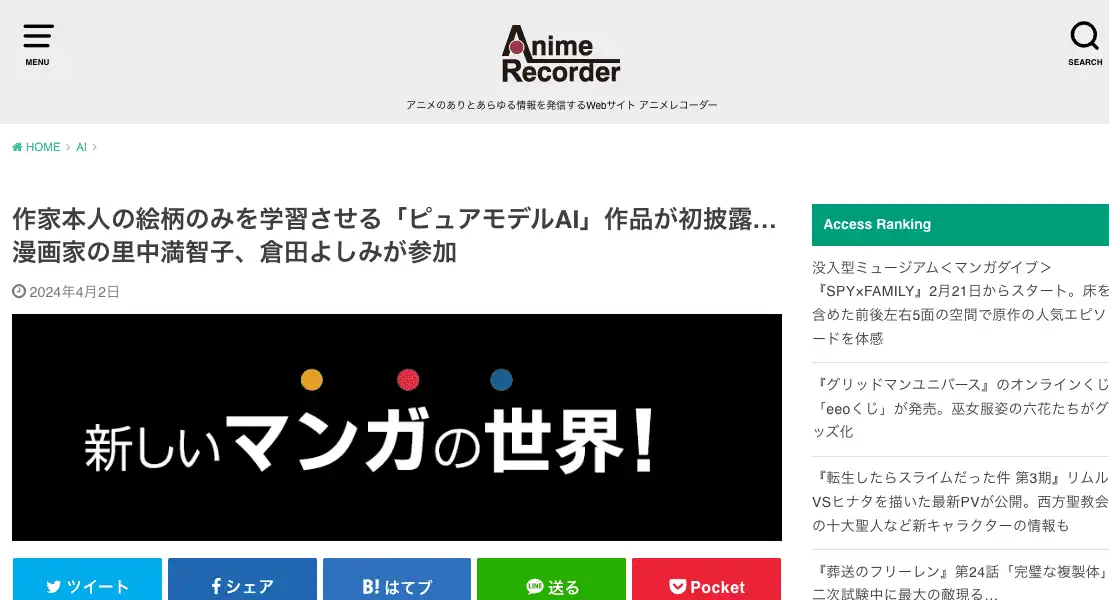 MENU
Anime
Recorder
SEARCH
アニメのありとあらゆる情報を発信するWebサイト アニメレコーダー
HOME > AI >
作家本人の絵柄のみを学習させる「ピュアモデルAI」作品が初披露…
漫画家の里中満智子、倉田よしみが参加
2024年4月2日
新しいマンガの世界!
ツイート
シェア
B! はてブ
LINE 送る
Pocket
Access Ranking
没入型ミュージアム＜マンガダイブ＞
『SPY×FAMILY』2月21日からスタート。床を
含めた前後左右5面の空間で原作の人気エピソ
ードを体感
『グリッドマンユニバース』のオンラインくじ
「eeoくじ」が発売。巫女服姿の六花たちがグ
ッズ化
『転生したらスライムだった件 第3期』リムル
VSヒナタを描いた最新PVが公開。西方聖教会
の十大聖人など新キャラクターの情報も
『葬送のフリーレン』第24話「完璧な複製体」
二次試験中に最大の敵現る…